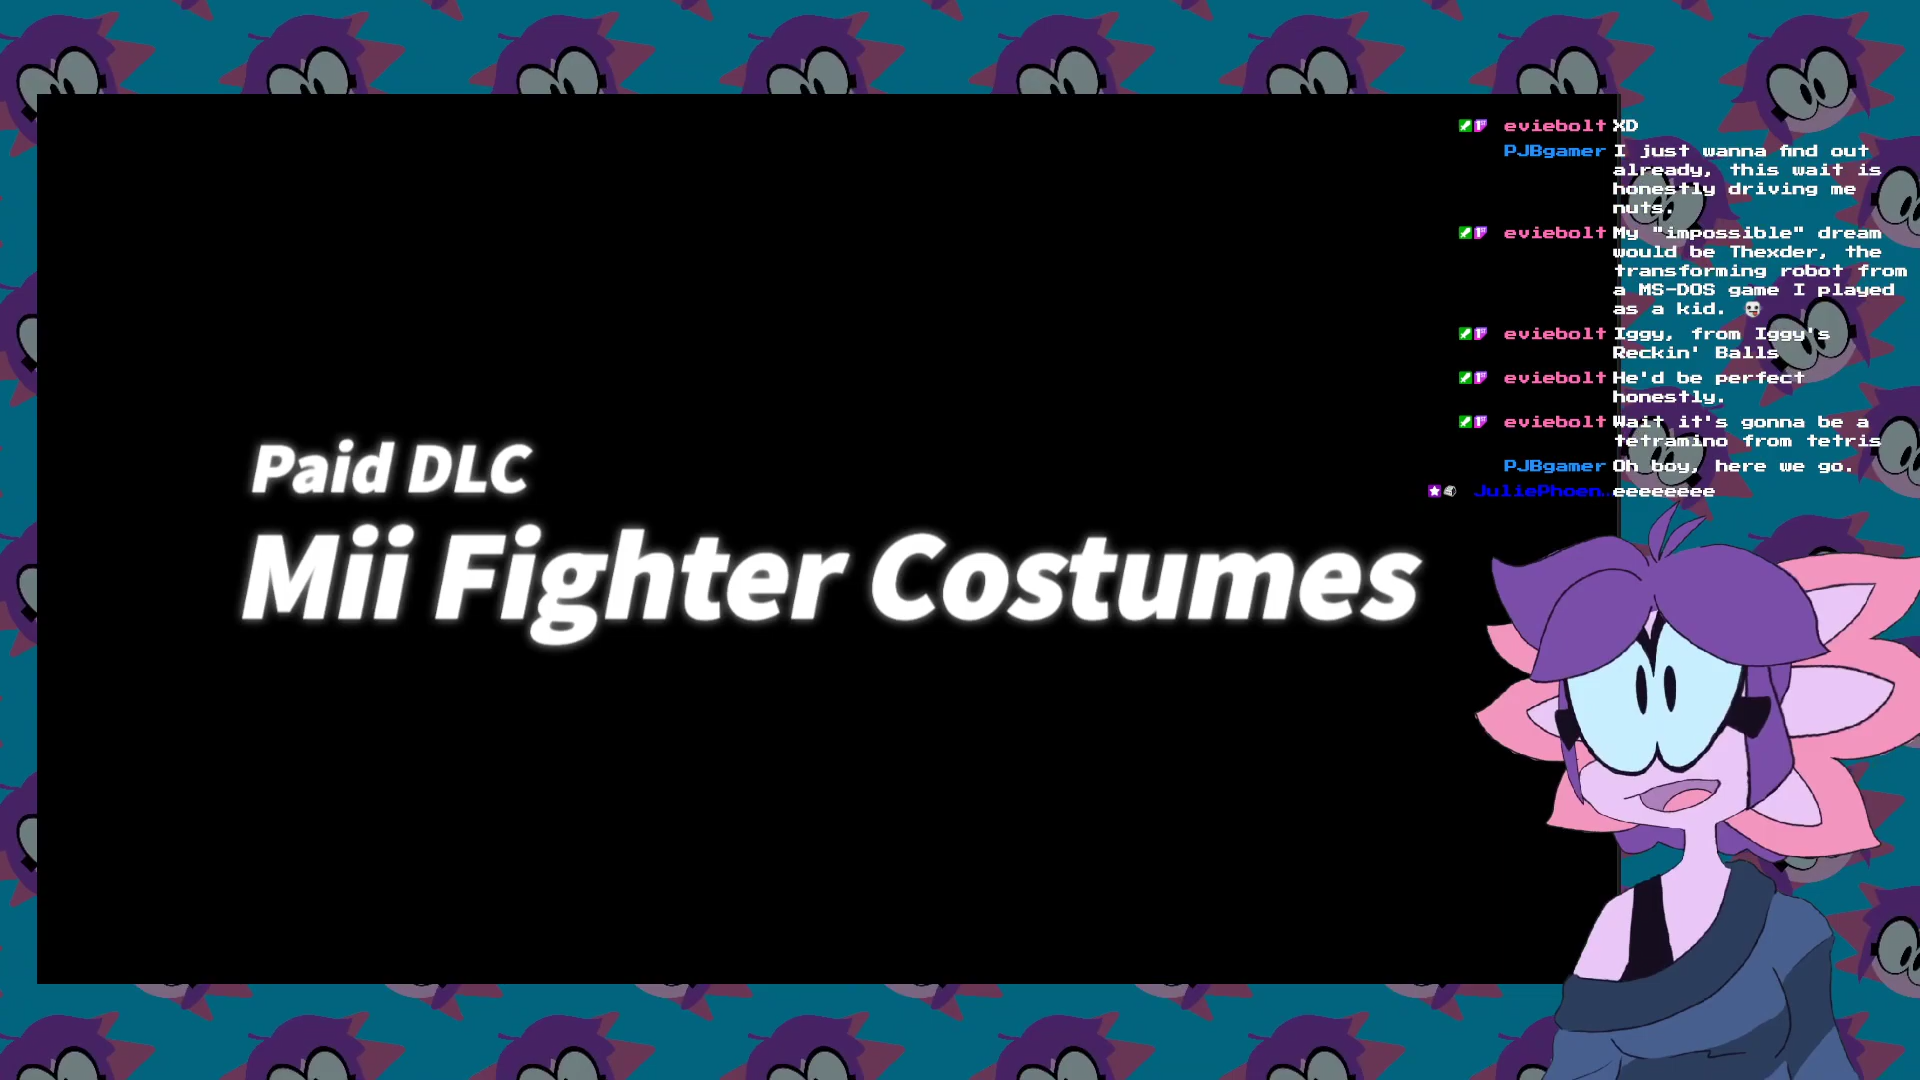 Paid DLC
Mii Fighter Costumes
eviebolt XD
PJBgamer I just wanna find out
already, this wait is
honestly driving me
nuts.
eviebolt My "impossible" dream
would be Thexder, the
transforming robot from
a MS-DOS game I played
as a kid.
eviebolt Iggy, from Iggy's
Reckin' Balls
eviebolt He'd be perfect
honestly.
eviebolt Wait it's gonna be a
tetramino from tetris
PJBgamer Oh boy, here we go.
JuliePhoen… eeeeeeee